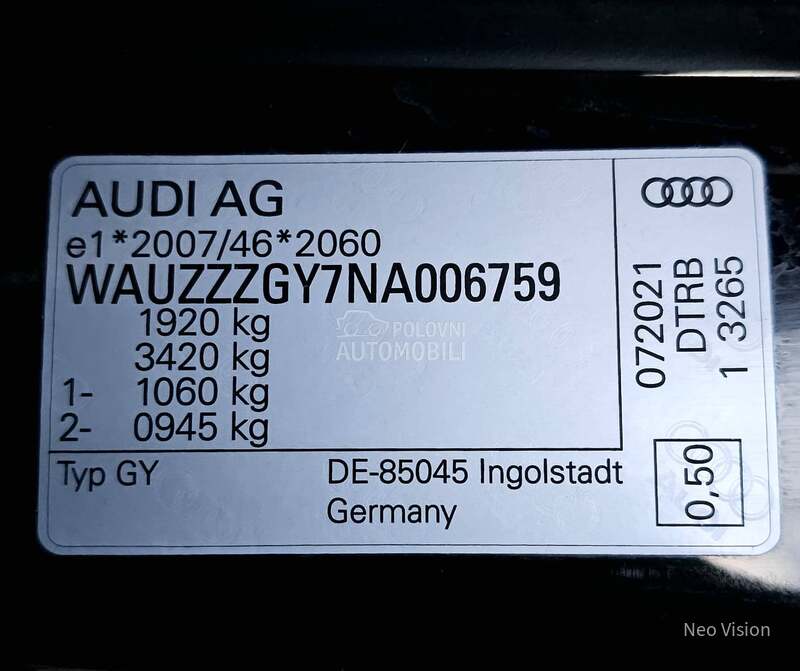 AUDI AG
e1*2007/46*2060
WAUZZZGY7NA006759
1920 kg
3420 kg
1- 1060 kg
2- 0945 kg
Typ GY
DE-85045 Ingolstadt
Germany
072021
DTRB
1 3265
0,50
POLOVNI
AUTOMOBILI
Neo Vision